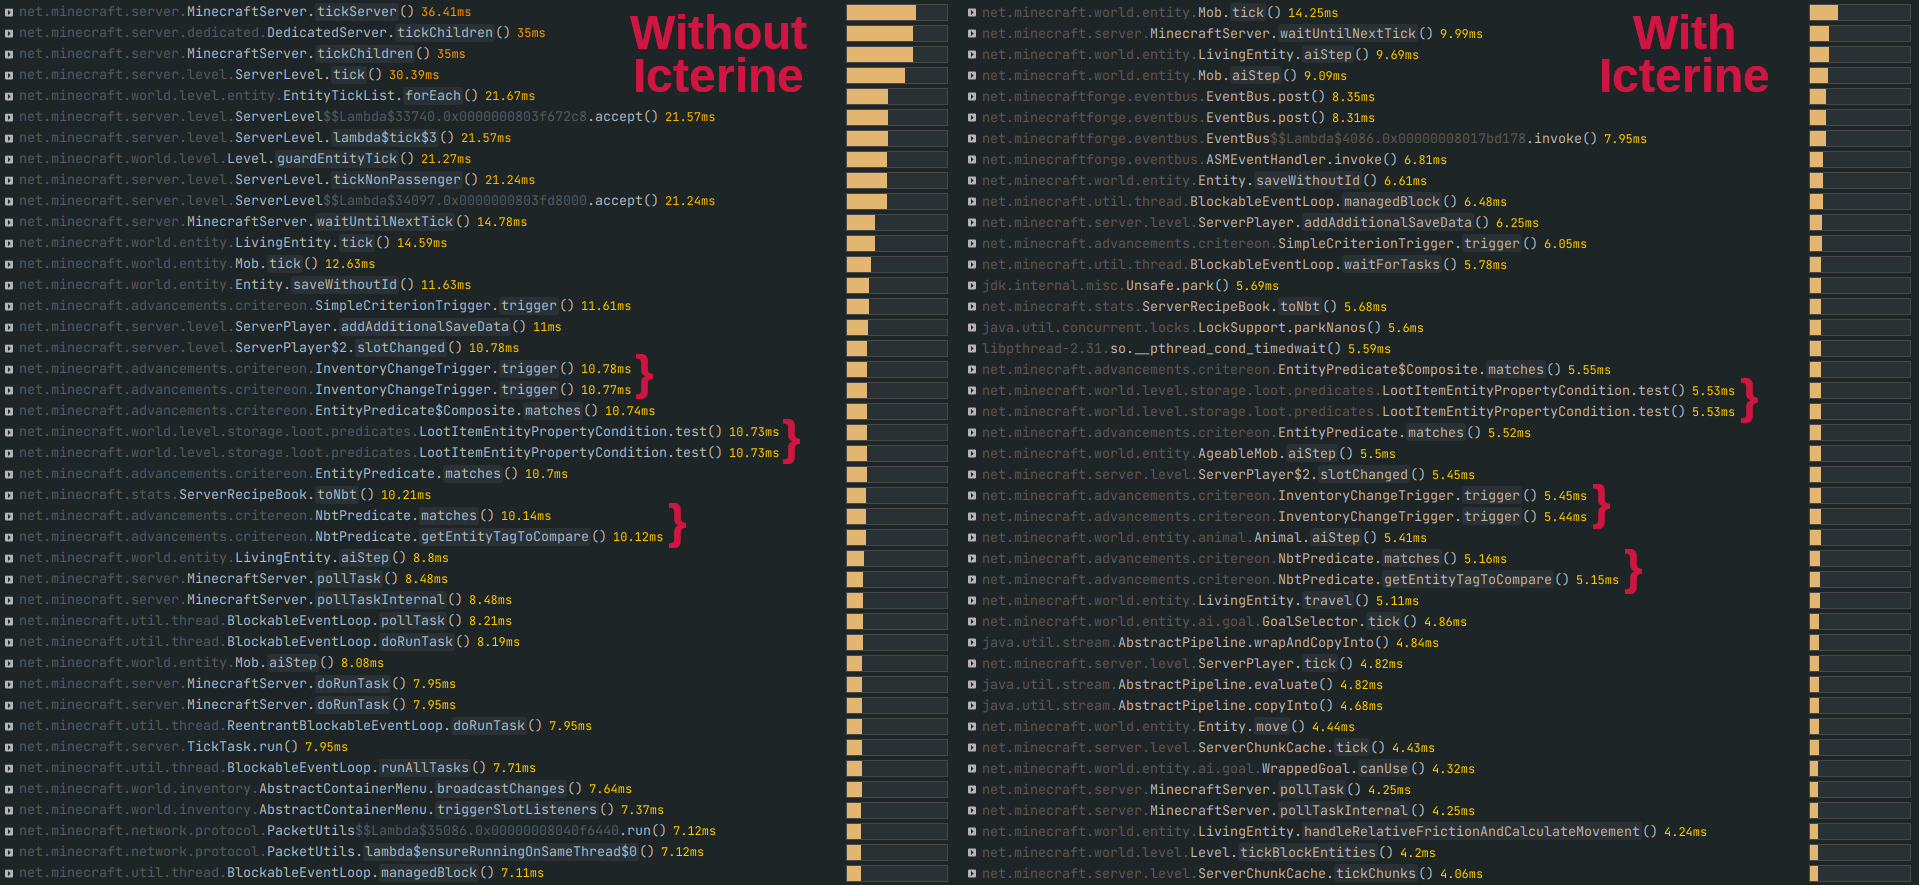 net.minecraft.server.MinecraftServer.tickServer() 36.41ms
net.minecraft.server.dedicated.DedicatedServer.tickChildren() 35ms
net.minecraft.server.MinecraftServer.tickChildren() 35ms
net.minecraft.server.level.ServerLevel.tick() 30.39ms
net.minecraft.world.level.entity.EntityTickList.forEach() 21.67ms
net.minecraft.server.level.ServerLevel$$Lambda$33740.0x0000000803f672c8.accept() 21.57ms
net.minecraft.server.level.ServerLevel.lambda$tick$3() 21.57ms
net.minecraft.world.level.Level.guardEntityTick() 21.27ms
net.minecraft.server.level.ServerLevel.tickNonPassenger() 21.24ms
net.minecraft.server.level.ServerLevel$$Lambda$34097.0x0000000803fd8000.accept() 21.24ms
net.minecraft.server.MinecraftServer.waitUntilNextTick() 14.78ms
net.minecraft.world.entity.LivingEntity.tick() 14.59ms
net.minecraft.world.entity.Mob.tick() 12.63ms
net.minecraft.world.entity.Entity.saveWithoutId() 11.63ms
net.minecraft.advancements.critereon.SimpleCriterionTrigger.trigger() 11.61ms
net.minecraft.server.level.ServerPlayer.addAdditionalSaveData() 11ms
net.minecraft.server.level.ServerPlayer$2.slotChanged() 10.78ms
net.minecraft.advancements.critereon.InventoryChangeTrigger.trigger() 10.78ms
net.minecraft.advancements.critereon.InventoryChangeTrigger.trigger() 10.77ms
net.minecraft.advancements.critereon.EntityPredicate$Composite.matches() 10.74ms
net.minecraft.world.level.storage.loot.predicates.LootItemEntityPropertyCondition.test() 10.73ms
net.minecraft.world.level.storage.loot.predicates.LootItemEntityPropertyCondition.test() 10.73ms
net.minecraft.advancements.critereon.EntityPredicate.matches() 10.7ms
net.minecraft.stats.ServerRecipeBook.toNbt() 10.21ms
net.minecraft.advancements.critereon.NbtPredicate.matches() 10.14ms
net.minecraft.advancements.critereon.NbtPredicate.getEntityTagToCompare() 10.12ms
net.minecraft.world.entity.LivingEntity.aiStep() 8.8ms
net.minecraft.server.MinecraftServer.pollTask() 8.48ms
net.minecraft.server.MinecraftServer.pollTaskInternal() 8.48ms
net.minecraft.util.thread.BlockableEventLoop.pollTask() 8.21ms
net.minecraft.util.thread.BlockableEventLoop.doRunTask() 8.19ms
net.minecraft.world.entity.Mob.aiStep() 8.08ms
net.minecraft.server.MinecraftServer.doRunTask() 7.95ms
net.minecraft.server.MinecraftServer.doRunTask() 7.95ms
net.minecraft.util.thread.ReentrantBlockableEventLoop.doRunTask() 7.95ms
net.minecraft.server.TickTask.run() 7.95ms
net.minecraft.util.thread.BlockableEventLoop.runAllTasks() 7.71ms
net.minecraft.world.inventory.AbstractContainerMenu.broadcastChanges() 7.64ms
net.minecraft.world.inventory.AbstractContainerMenu.triggerSlotListeners() 7.37ms
net.minecraft.network.protocol.PacketUtils$$Lambda$35086.0x00000008040f6440.run() 7.12ms
net.minecraft.network.protocol.PacketUtils.lambda$ensureRunningOnSameThread$0() 7.12ms
net.minecraft.util.thread.BlockableEventLoop.managedBlock() 7.11ms
Without
Icterine
net.minecraft.world.entity.Mob.tick() 14.25ms
net.minecraft.server.MinecraftServer.waitUntilNextTick() 9.99ms
net.minecraft.world.entity.LivingEntity.aiStep() 9.69ms
net.minecraft.world.entity.Mob.aiStep() 9.09ms
net.minecraftforge.eventbus.EventBus.post() 8.35ms
net.minecraftforge.eventbus.EventBus.post() 8.31ms
net.minecraftforge.eventbus.EventBus$$Lambda$4086.0x00000008017bd178.invoke() 7.95ms
net.minecraftforge.eventbus.ASMEventHandler.invoke() 6.81ms
net.minecraft.world.entity.Entity.saveWithoutId() 6.61ms
net.minecraft.util.thread.BlockableEventLoop.managedBlock() 6.48ms
net.minecraft.server.level.ServerPlayer.addAdditionalSaveData() 6.25ms
net.minecraft.advancements.critereon.SimpleCriterionTrigger.trigger() 6.05ms
net.minecraft.util.thread.BlockableEventLoop.waitForTasks() 5.78ms
jdk.internal.misc.Unsafe.park() 5.69ms
net.minecraft.stats.ServerRecipeBook.toNbt() 5.68ms
java.util.concurrent.locks.LockSupport.parkNanos() 5.6ms
libpthread-2.31.so.__pthread_cond_timedwait() 5.59ms
net.minecraft.advancements.critereon.EntityPredicate$Composite.matches() 5.55ms
net.minecraft.world.level.storage.loot.predicates.LootItemEntityPropertyCondition.test() 5.53ms
net.minecraft.world.level.storage.loot.predicates.LootItemEntityPropertyCondition.test() 5.53ms
net.minecraft.advancements.critereon.EntityPredicate.matches() 5.52ms
net.minecraft.world.entity.AgeableMob.aiStep() 5.5ms
net.minecraft.server.level.ServerPlayer$2.slotChanged() 5.45ms
net.minecraft.advancements.critereon.InventoryChangeTrigger.trigger() 5.45ms
net.minecraft.advancements.critereon.InventoryChangeTrigger.trigger() 5.44ms
net.minecraft.world.entity.animal.Animal.aiStep() 5.41ms
net.minecraft.advancements.critereon.NbtPredicate.matches() 5.16ms
net.minecraft.advancements.critereon.NbtPredicate.getEntityTagToCompare() 5.15ms
net.minecraft.world.entity.LivingEntity.travel() 5.11ms
net.minecraft.world.entity.ai.goal.GoalSelector.tick() 4.86ms
java.util.stream.AbstractPipeline.wrapAndCopyInto() 4.84ms
net.minecraft.server.level.ServerPlayer.tick() 4.82ms
java.util.stream.AbstractPipeline.evaluate() 4.82ms
java.util.stream.AbstractPipeline.copyInto() 4.68ms
net.minecraft.world.entity.Entity.move() 4.44ms
net.minecraft.server.level.ServerChunkCache.tick() 4.43ms
net.minecraft.world.entity.ai.goal.WrappedGoal.canUse() 4.32ms
net.minecraft.server.MinecraftServer.pollTask() 4.25ms
net.minecraft.server.MinecraftServer.pollTaskInternal() 4.25ms
net.minecraft.world.entity.LivingEntity.handleRelativeFrictionAndCalculateMovement() 4.24ms
net.minecraft.world.level.Level.tickBlockEntities() 4.2ms
net.minecraft.server.level.ServerChunkCache.tickChunks() 4.06ms
With
Icterine